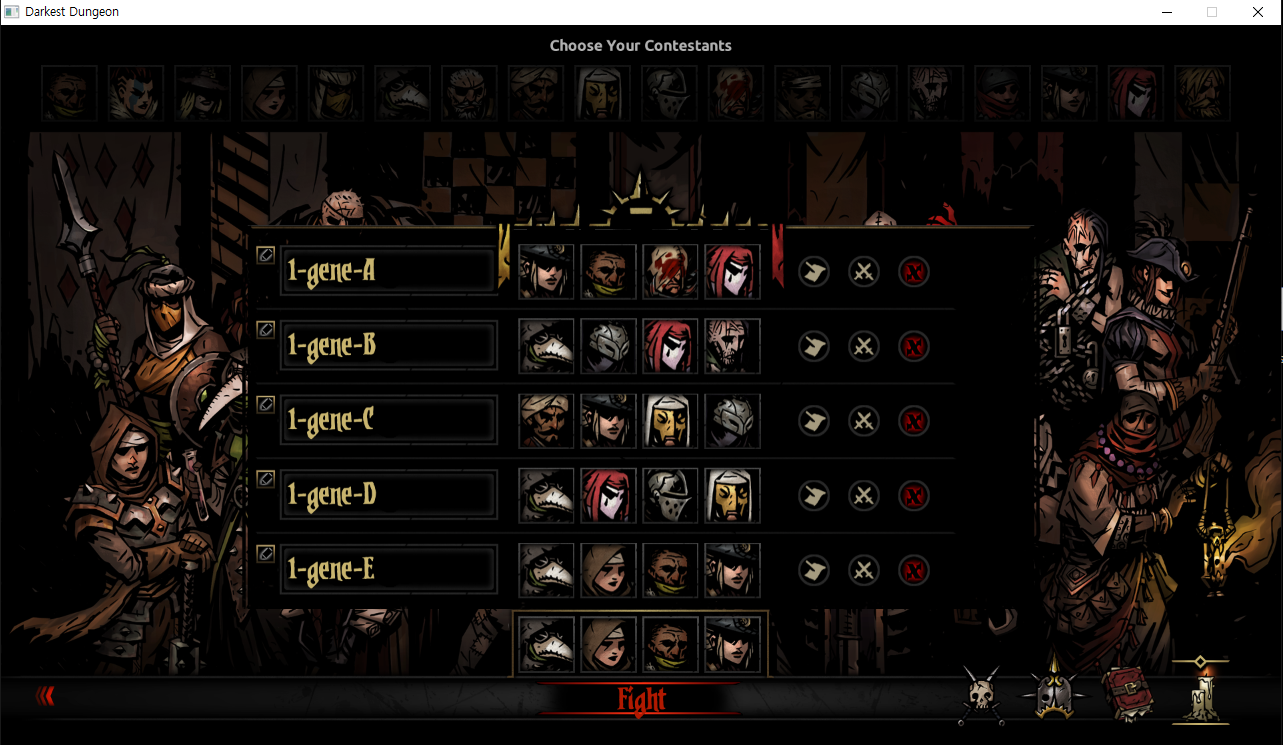 Darkest Dungeon
Choose Your Contestants
1-gene-A
1-gene-B
1-gene-C
1-gene-D
1-gene-E
Fight